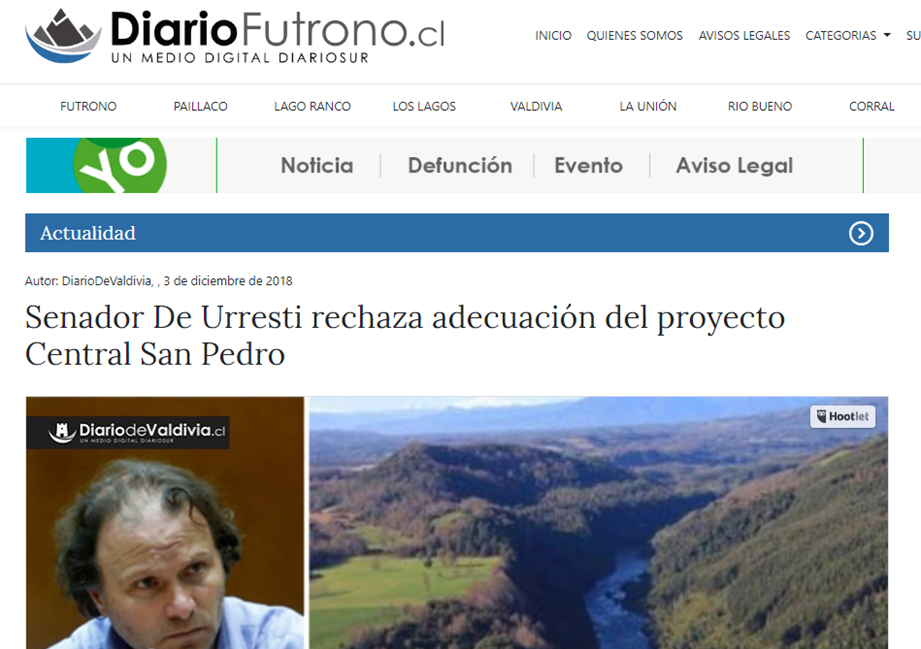 DiarioFutrono.cl
UN MEDIO DIGITAL DIARIOSUR
INICIO QUIENES SOMOS AVISOS LEGALES CATEGORIAS SU
FUTRONO PAILLACO LAGO RANCO LOS LAGOS VALDIVIA LA UNIÓN RIO BUENO CORRAL
YO
Noticia Defunción Evento Aviso Legal
Actualidad
Autor: DiarioDeValdivia, , 3 de diciembre de 2018
Senador De Urresti rechaza adecuación del proyecto
Central San Pedro
DiariodeValdivia.cl
UN MEDIO DIGITAL DIARIOSUR
Hootlet